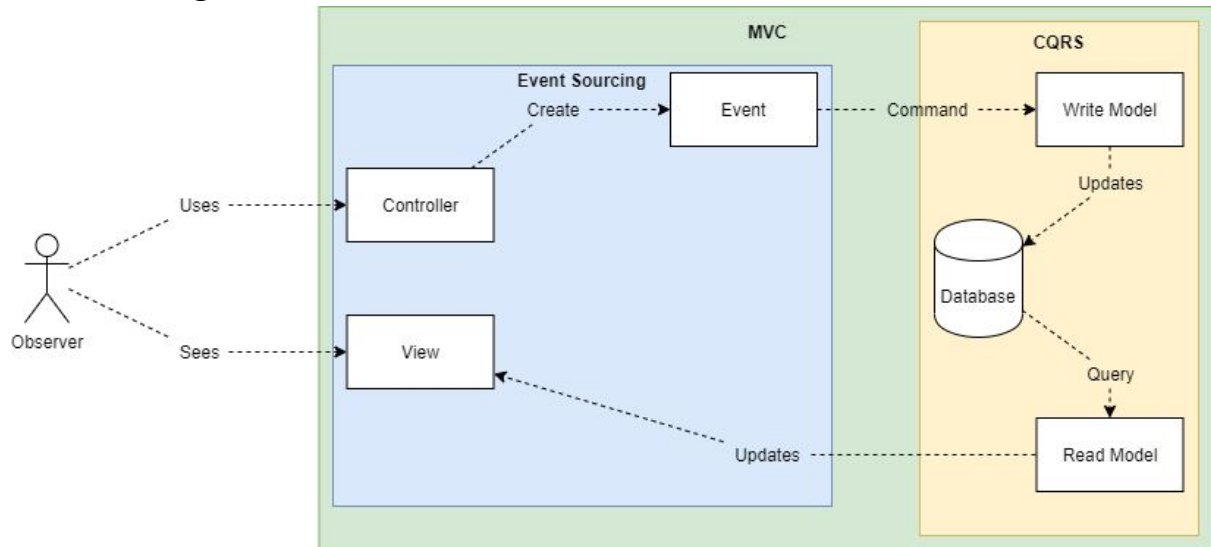 MVC
CQRS
Event Sourcing
Create
Event
Command
Write Model
Uses
Controller
Updates
Database
Observer
Sees
View
Query
Updates
Read Model